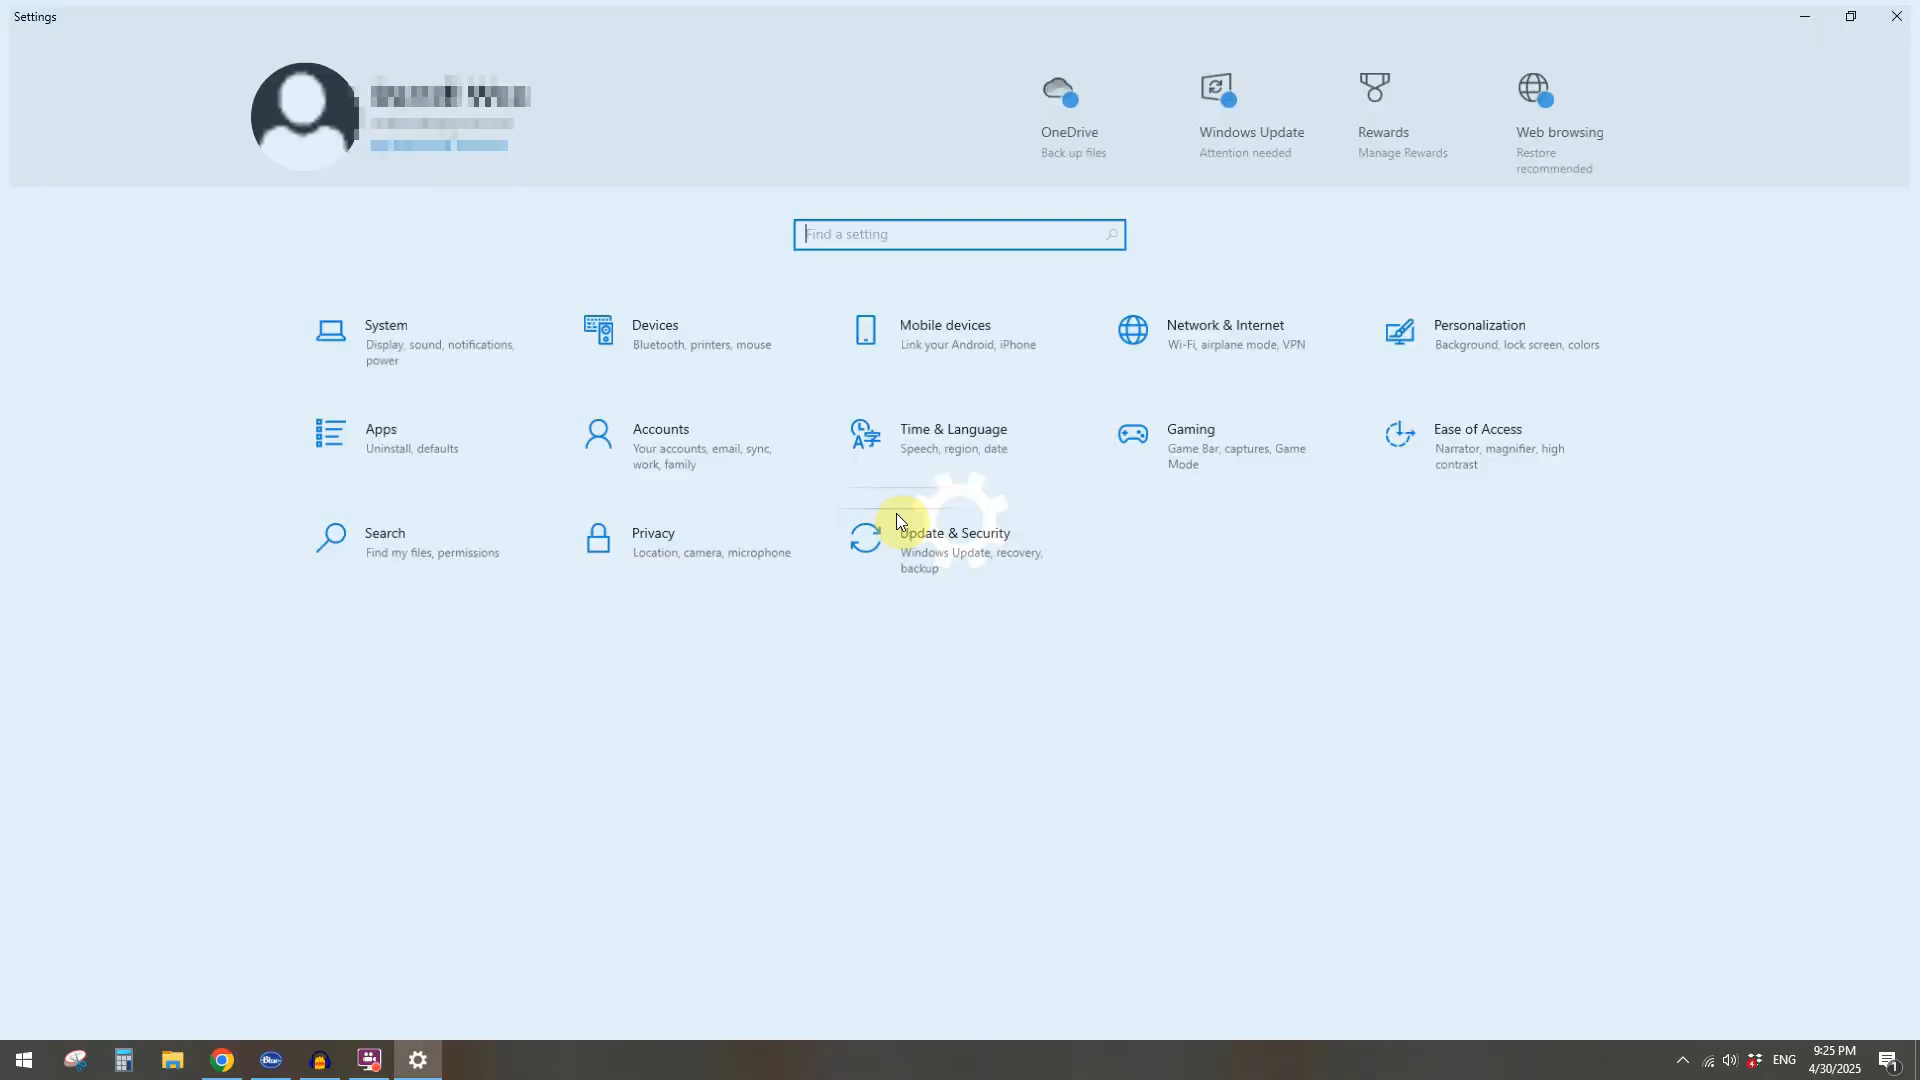 Settings
OneDrive
Back up files
Windows Update
Attention needed
Rewards
Manage Rewards
Web browsing
Restore
recommended
Find a setting
System
Display, sound, notifications,
power
Devices
Bluetooth, printers, mouse
Mobile devices
Link your Android, iPhone
Network & Internet
Wi-Fi, airplane mode, VPN
Personalization
Background, lock screen, colors
Apps
Uninstall, defaults
Accounts
Your accounts, email, sync,
work, family
Time & Language
Speech, region, date
Gaming
Game Bar, captures, Game
Mode
Ease of Access
Narrator, magnifier, high
contrast
Search
Find my files, permissions
Privacy
Location, camera, microphone
Update & Security
Windows Update, recovery,
backup
Blue
ENG
9:25 PM
4/30/2025
1